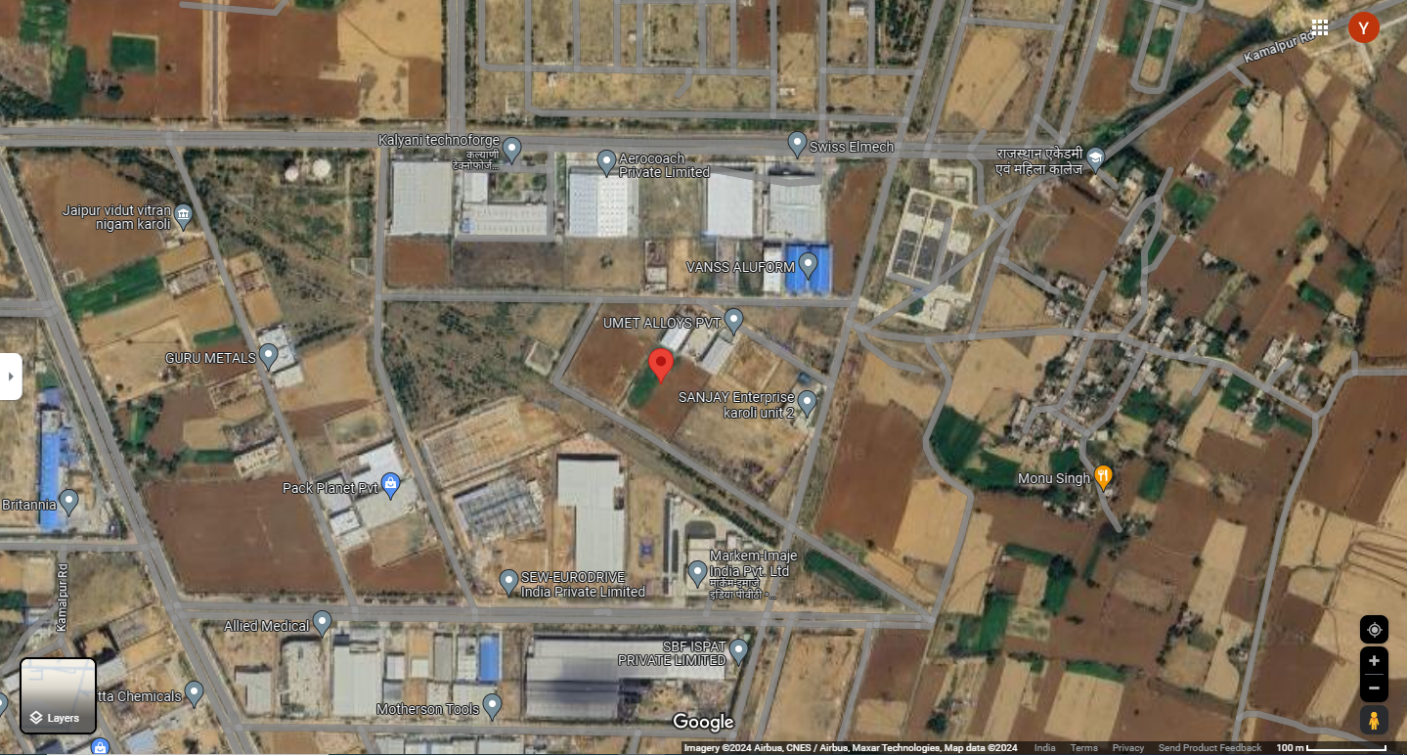 Kamalpur Rd
Y
Kalyani technoforge
कल्याणी
टेक्नोफोर्ज...
Aerocoach
Private Limited
Swiss Elmech
राजस्थान एकेडमी
एवं महिला कालेज
Jaipur vidut vitran
nigam karoli
VANSS ALUFORM
UMET ALLOYS PVT
GURU METALS
SANJAY Enterprise
karoli unit 2
Pack Planet Pvt
Monu Singh
Britannia
Markem-Imaje
India Pvt. Ltd
मार्केम-इमाजे
इंडिया पीवीटी -...
SEW-EURODRIVE
India Private Limited
Kamalpur Rd
Allied Medical
SBF ISPAT
PRIVATE LIMITED
tta Chemicals
Motherson Tools
Layers
Google
Imagery ©2024 Airbus, CNES / Airbus, Maxar Technologies, Map data ©2024 India Terms Privacy Send Product Feedback 100 m